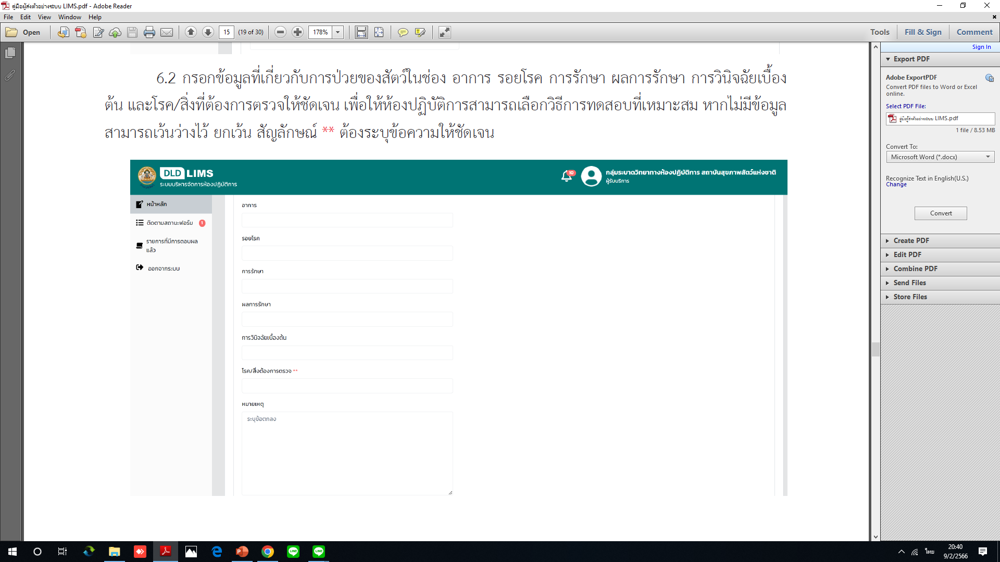 คู่มือผู้ส่งตัวอย่างระบบ LIMS.pdf - Adobe Reader
File Edit View Window Help
Open 15 (19 of 30) 178% Tools Fill & Sign Comment
Sign In
Export PDF
Adobe ExportPDF
Convert PDF files to Word or Excel
online.
Select PDF File:
คู่มือผู้ส่งตัวอย่างระบบ LIMS.pdf
1 file / 8.53 MB
Convert To:
Microsoft Word (*.docx)
Recognize Text in English(U.S.)
Change
Convert
Create PDF
Edit PDF
Combine PDF
Send Files
Store Files
6.2 กรอกข้อมูลที่เกี่ยวกับการป่วยของสัตว์ในช่อง อาการ รอยโรค การรักษา ผลการรักษา การวินิจฉัยเบื้อง
ต้น และโรค/สิ่งที่ต้องการตรวจให้ชัดเจน เพื่อให้ห้องปฏิบัติการสามารถเลือกวิธีการทดสอบที่เหมาะสม หากไม่มีข้อมูล
สามารถเว้นว่างไว้ ยกเว้น สัญลักษณ์ ** ต้องระบุข้อความให้ชัดเจน
DLD LIMS
ระบบบริหารจัดการห้องปฏิบัติการ
10
กลุ่มระบาดวิทยาทางห้องปฏิบัติการ สถาบันสุขภาพสัตว์แห่งชาติ
ผู้รับบริการ
หน้าหลัก
ติดตามสถานะฟอร์ม 1
รายการที่มีการตอบผล
แล้ว
ออกจากระบบ
อาการ
รอยโรค
การรักษา
ผลการรักษา
การวินิจฉัยเบื้องต้น
โรค/สิ่งต้องการตรวจ **
หมายเหตุ
ระบุข้อตกลง
LINE
LINE
ไทย
20:40
9/2/2566